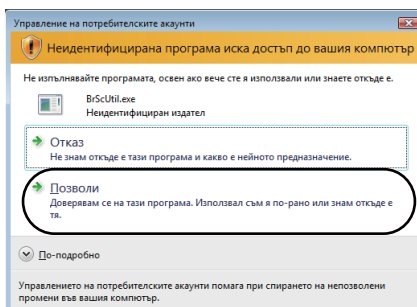 Управление на потребителските акаунти
Неидентифицирана програма иска достъп до вашия компютър
Не изпълнявайте програмата, освен ако вече сте я използвали или знаете откъде е.
BrScUtil.exe
Неидентифициран издател
Отказ
Не знам откъде е тази програма и какво е нейното предназначение.
Позволи
Доверявам се на тази програма. Използвал съм я по-рано или знам откъде е
тя.
По-подробно
Управлението на потребителските акаунти помага при спирането на непозволени
промени във вашия компютър.